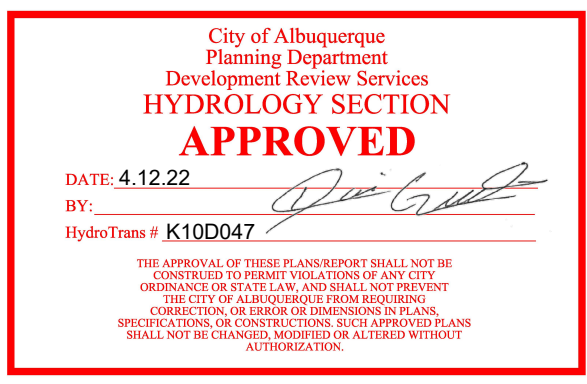 City of Albuquerque
Planning Department
Development Review Services
HYDROLOGY SECTION
APPROVED
DATE: 4.12.22
BY:
HydroTrans # K10D047
THE APPROVAL OF THESE PLANS/REPORT SHALL NOT BE
CONSTRUED TO PERMIT VIOLATIONS OF ANY CITY
ORDINANCE OR STATE LAW, AND SHALL NOT PREVENT
THE CITY OF ALBUQUERQUE FROM REQUIRING
CORRECTION, OR ERROR OR DIMENSIONS IN PLANS,
SPECIFICATIONS, OR CONSTRUCTIONS. SUCH APPROVED PLANS
SHALL NOT BE CHANGED, MODIFIED OR ALTERED WITHOUT
AUTHORIZATION.